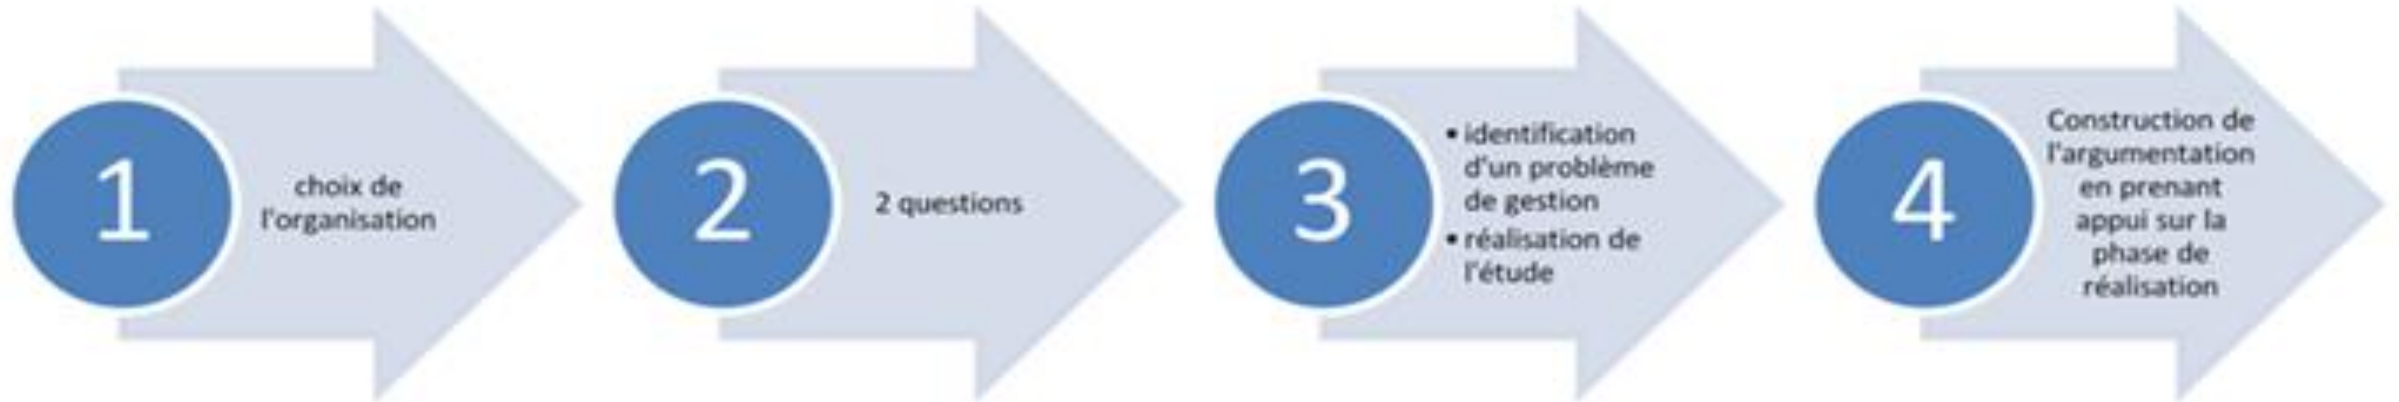 1
choix de
l'organisation
2
2 questions
3
• identification
d'un problème
de gestion
• réalisation de
l'étude
4
Construction de
l'argumentation
en prenant
appui sur la
phase de
réalisation